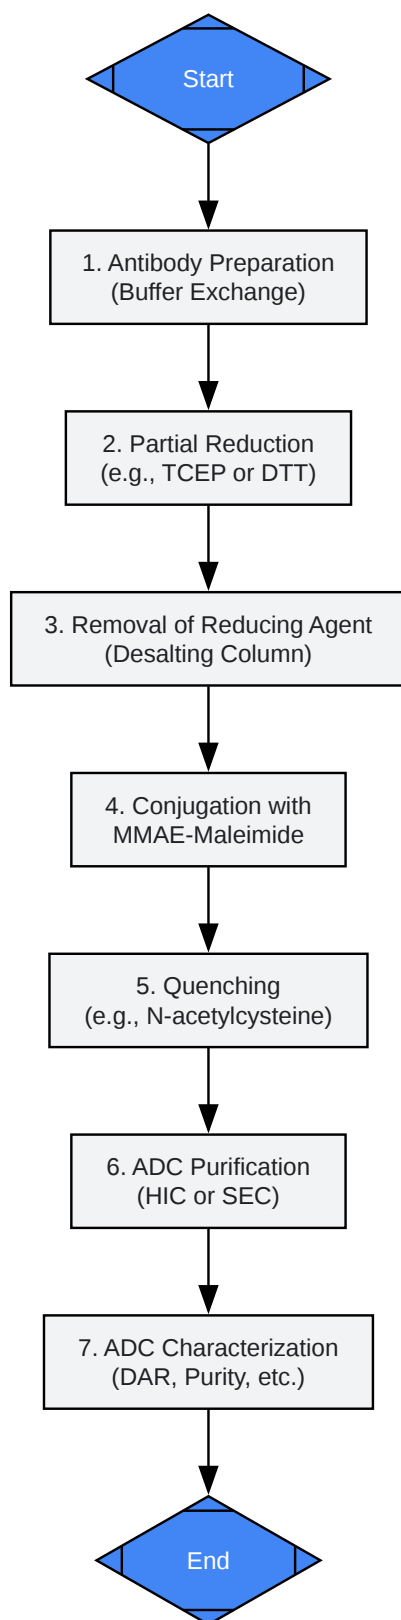 Start
1. Antibody Preparation
(Buffer Exchange)
2. Partial Reduction
(e.g., TCEP or DTT)
3. Removal of Reducing Agent
(Desalting Column)
4. Conjugation with
MMAE-Maleimide
5. Quenching
(e.g., N-acetylcysteine)
6. ADC Purification
(HIC or SEC)
7. ADC Characterization
(DAR, Purity, etc.)
End